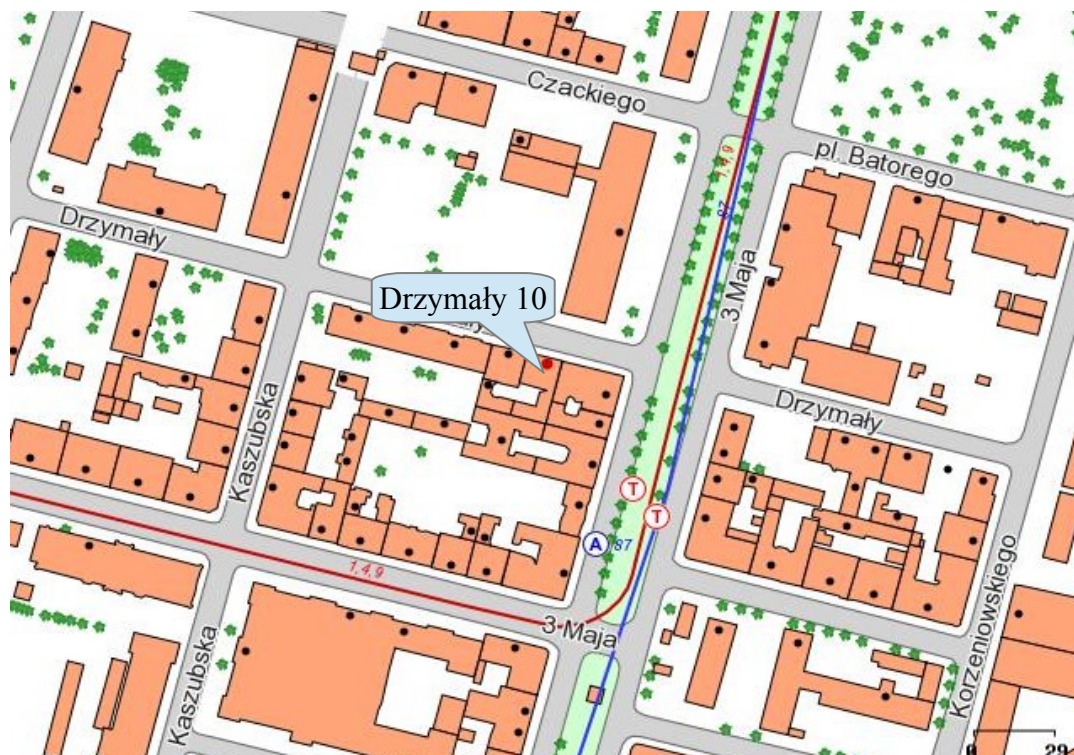 Czackiego
pl. Batorego
1,4,9
87
Drzymały
3 Maja
Drzymały 10
Drzymały
Kaszubska
T
T
A
87
1,4,9
3 Maja
Korzeniowskiego
Kaszubska